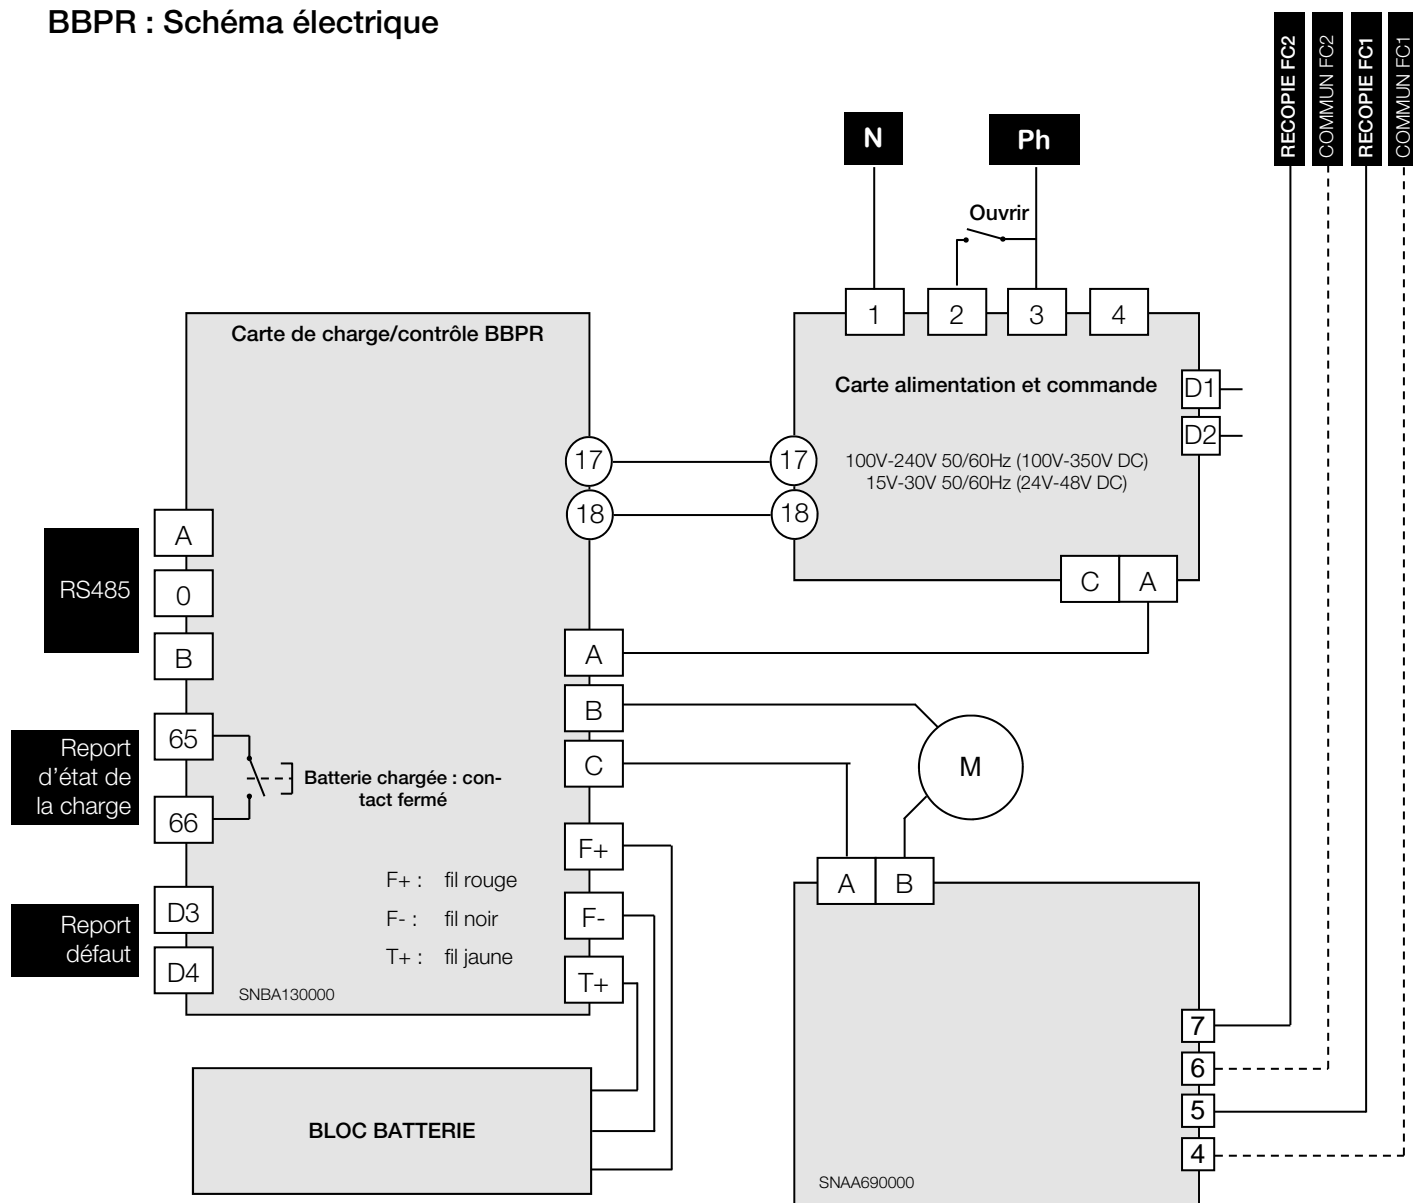 BBPR : Schéma électrique
RECOPIE FC2
COMMUN FC2
RECOPIE FC1
COMMUN FC1
N
Ph
Ouvrir
1
2
3
4
Carte de charge/contrôle BBPR
Carte alimentation et commande
D1
D2
100V-240V 50/60Hz (100V-350V DC)
15V-30V 50/60Hz (24V-48V DC)
17
18
17
18
C
A
RS485
A
0
B
A
B
C
M
Report
d'état de
la charge
65
66
Batterie chargée : con-
tact fermé
F+
F-
T+
F+ : fil rouge
F- : fil noir
T+ : fil jaune
Report
défaut
D3
D4
SNBA130000
A
B
7
6
5
4
BLOC BATTERIE
SNAA690000